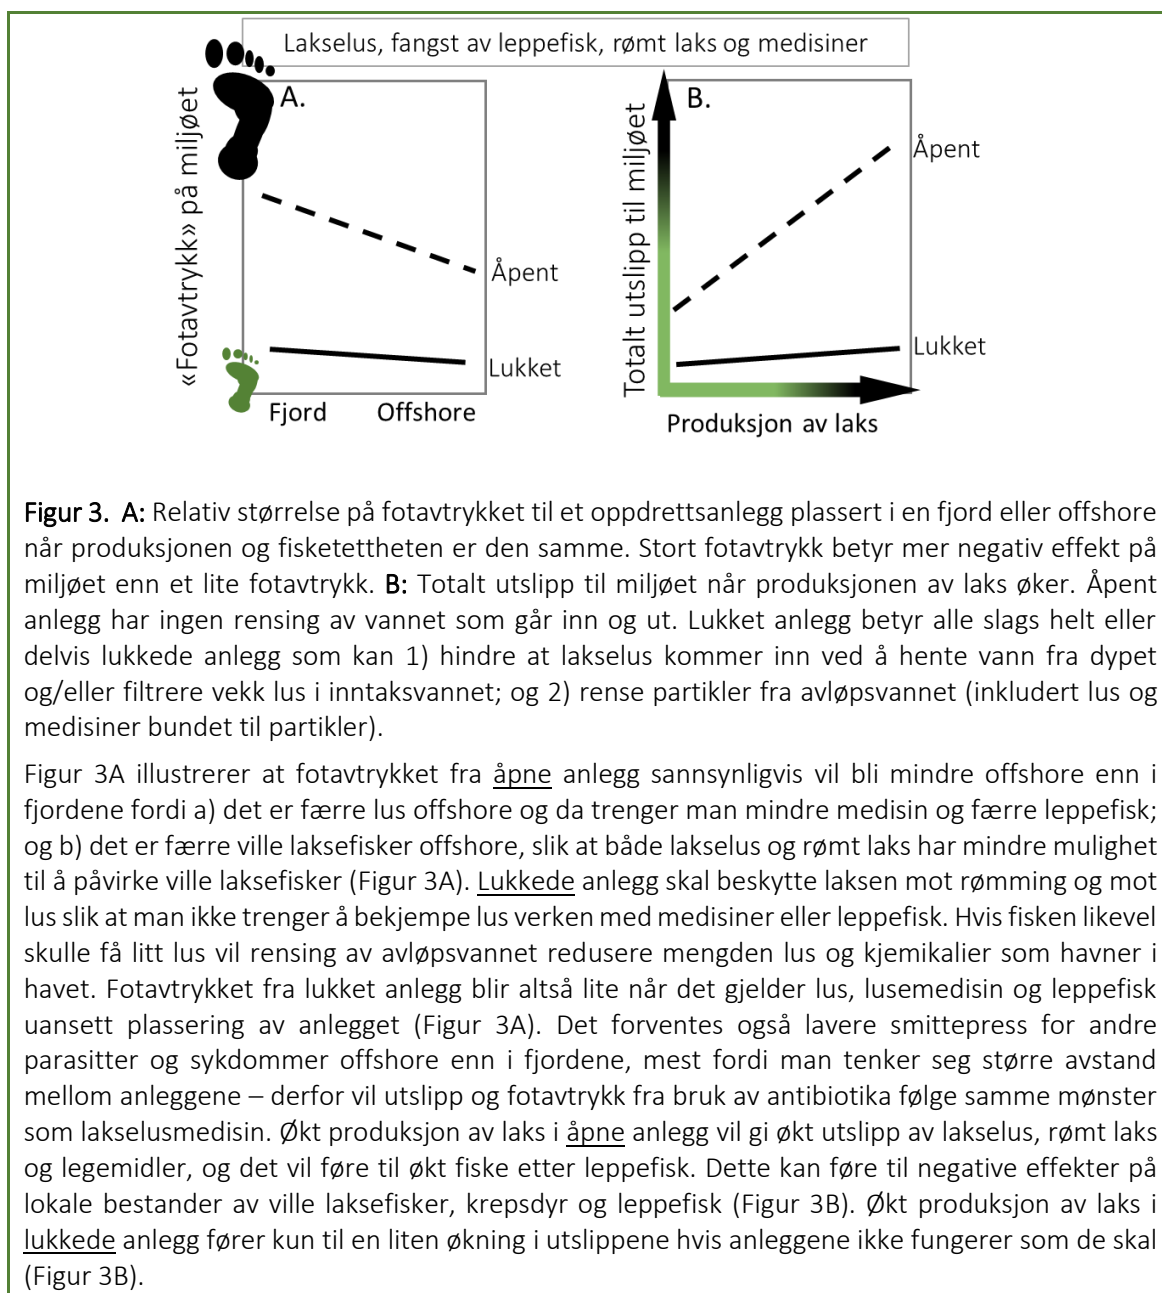 Lakselus, fangst av leppefisk, rømt laks og medisiner
A.
«Fotavtrykk» på miljøet
Åpent
Lukket
Fjord Offshore
B.
Totalt utslipp til miljøet
Åpent
Lukket
Produksjon av laks
Figur 3. A: Relativ størrelse på fotavtrykket til et oppdrettsanlegg plassert i en fjord eller offshore
når produksjonen og fisketettheten er den samme. Stort fotavtrykk betyr mer negativ effekt på
miljøet enn et lite fotavtrykk. B: Totalt utslipp til miljøet når produksjonen av laks øker. Åpent
anlegg har ingen rensing av vannet som går inn og ut. Lukket anlegg betyr alle slags helt eller
delvis lukkede anlegg som kan 1) hindre at lakselus kommer inn ved å hente vann fra dypet
og/eller filtrere vekk lus i inntaksvannet; og 2) rense partikler fra avløpsvannet (inkludert lus og
medisiner bundet til partikler).
Figur 3A illustrerer at fotavtrykket fra åpne anlegg sannsynligvis vil bli mindre offshore enn i
fjordene fordi a) det er færre lus offshore og da trenger man mindre medisin og færre leppefisk;
og b) det er færre ville laksefisker offshore, slik at både lakselus og rømt laks har mindre mulighet
til å påvirke ville laksefisker (Figur 3A). Lukkede anlegg skal beskytte laksen mot rømming og mot
lus slik at man ikke trenger å bekjempe lus verken med medisiner eller leppefisk. Hvis fisken likevel
skulle få litt lus vil rensing av avløpsvannet redusere mengden lus og kjemikalier som havner i
havet. Fotavtrykket fra lukket anlegg blir altså lite når det gjelder lus, lusemedisin og leppefisk
uansett plassering av anlegget (Figur 3A). Det forventes også lavere smittepress for andre
parasitter og sykdommer offshore enn i fjordene, mest fordi man tenker seg større avstand
mellom anleggene – derfor vil utslipp og fotavtrykk fra bruk av antibiotika følge samme mønster
som lakselusmedisin. Økt produksjon av laks i åpne anlegg vil gi økt utslipp av lakselus, rømt laks
og legemidler, og det vil føre til økt fiske etter leppefisk. Dette kan føre til negative effekter på
lokale bestander av ville laksefisker, krepsdyr og leppefisk (Figur 3B). Økt produksjon av laks i
lukkede anlegg fører kun til en liten økning i utslippene hvis anleggene ikke fungerer som de skal
(Figur 3B).